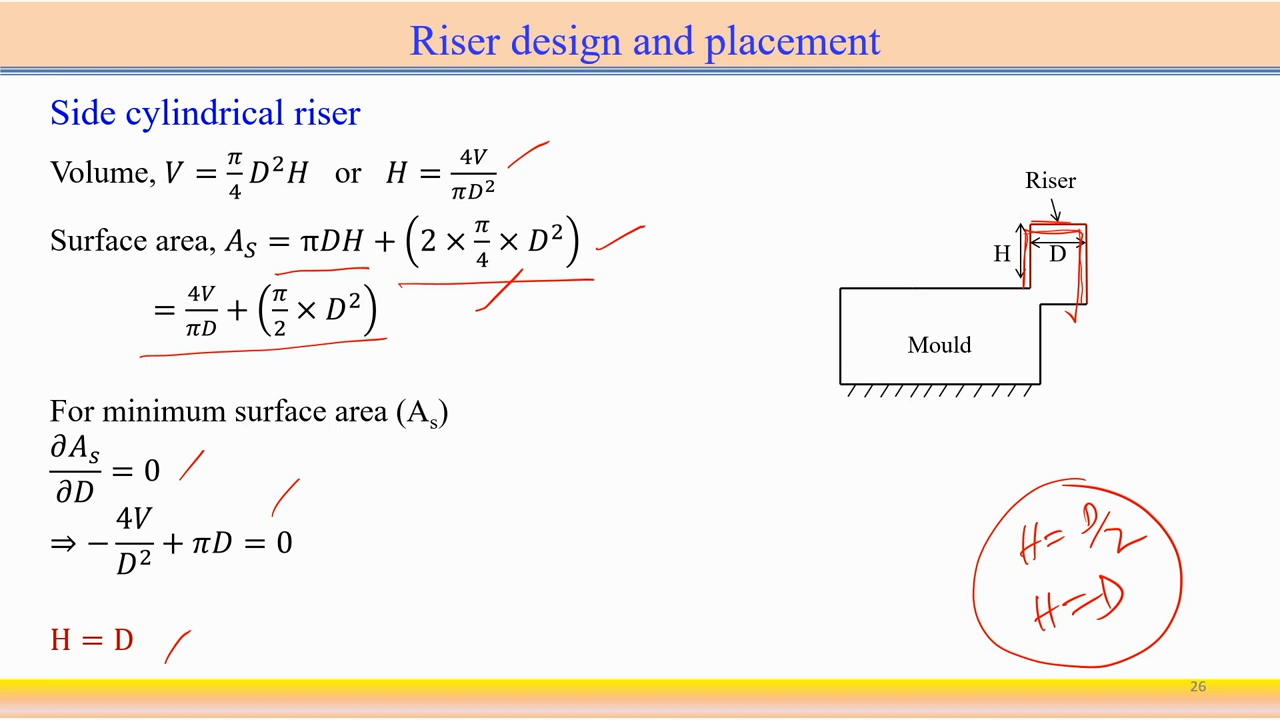 Riser design and placement
Side cylindrical riser
Volume, V = π/4 D²H or H = 4V/πD²
Surface area, A_S = πDH + (2 × π/4 × D²)
= 4V/πD + (π/2 × D²)
For minimum surface area (A_s)
∂A_s/∂D = 0
⇒ −4V/D² + πD = 0
H = D
Riser
H
D
Mould
H = D/2
H = D
26